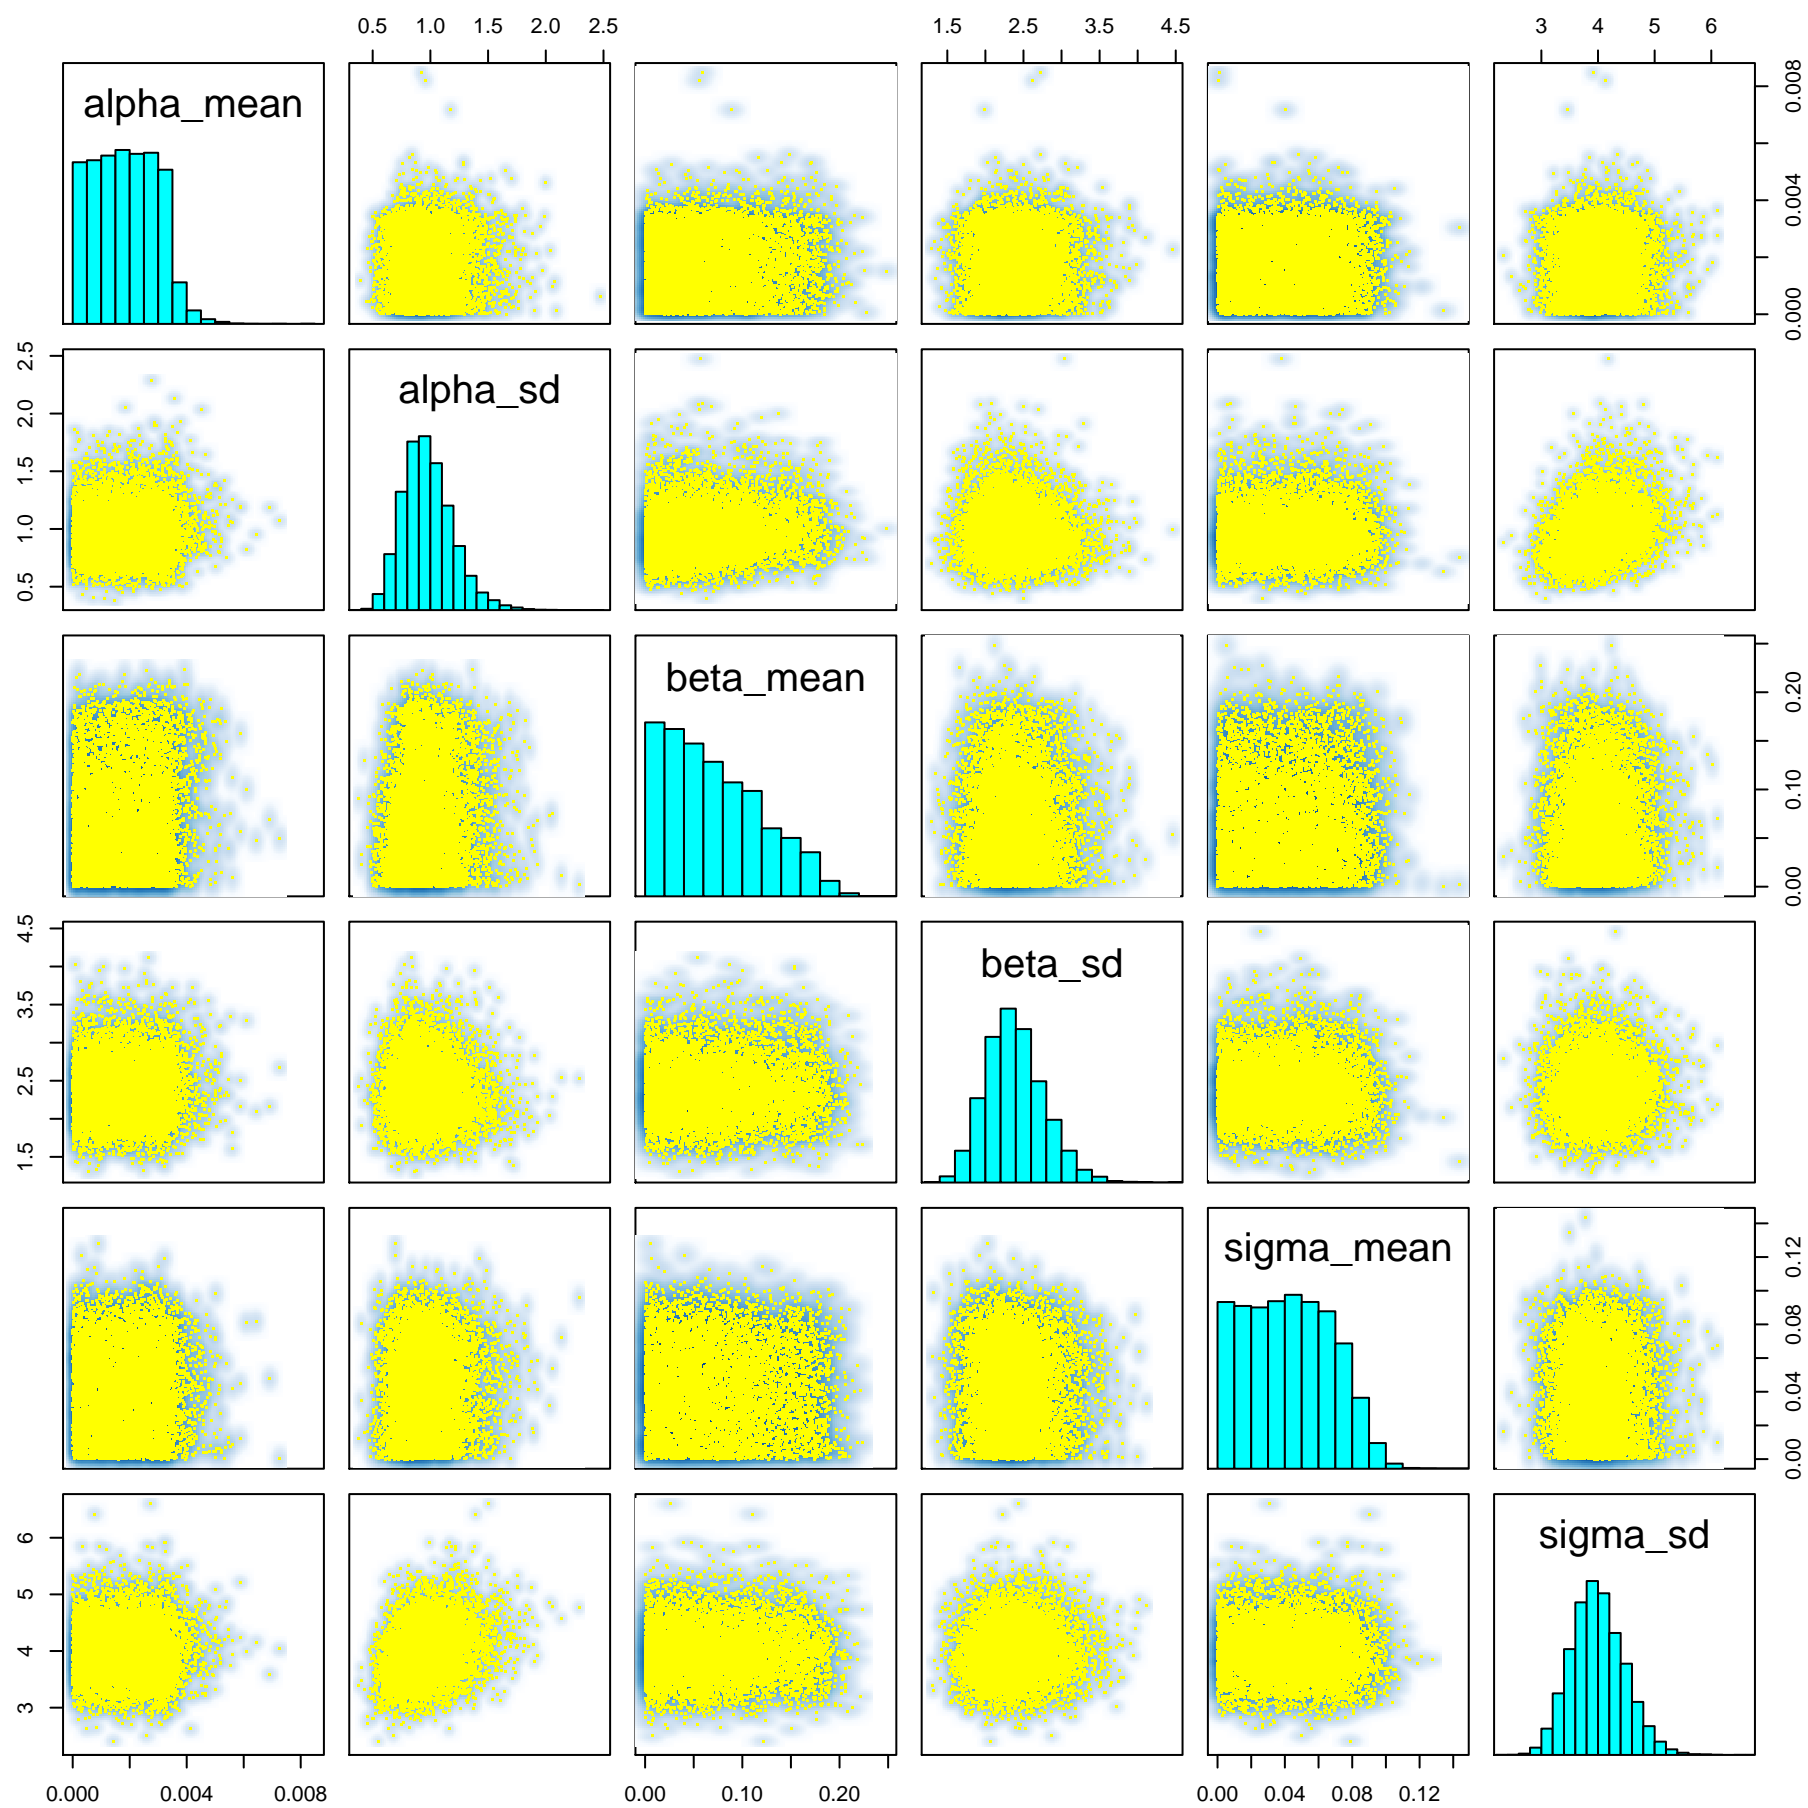 0.5 1.0 1.5 2.0 2.5 1.5 2.5 3.5 4.5 3 4 5 6
alpha_mean
0.000 0.004 0.008
alpha_sd
0.5 1.0 1.5 2.0 2.5
beta_mean
0.00 0.10 0.20
beta_sd
1.5 2.5 3.5 4.5
sigma_mean
0.00 0.04 0.08 0.12
sigma_sd
3 4 5 6
0.000 0.004 0.008 0.00 0.10 0.20 0.00 0.04 0.08 0.12